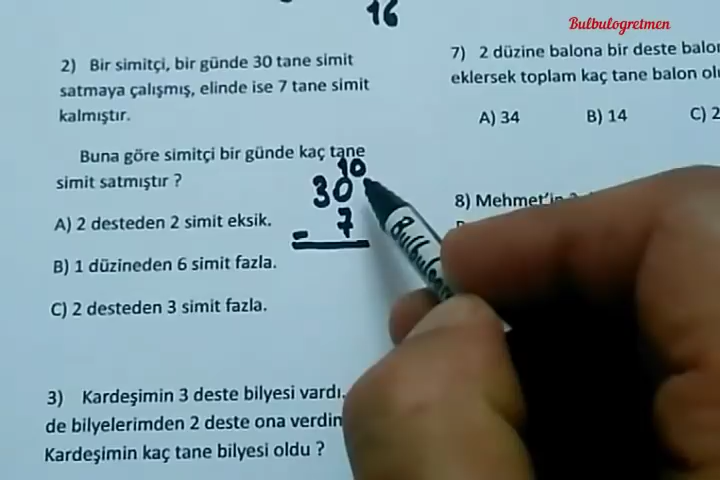 16
Bulbulogretmen
2) Bir simitçi, bir günde 30 tane simit
satmaya çalışmış, elinde ise 7 tane simit
kalmıştır.
Buna göre simitçi bir günde kaç tane
simit satmıştır ?
10
30
- 7
A) 2 desteden 2 simit eksik.
B) 1 düzineden 6 simit fazla.
C) 2 desteden 3 simit fazla.
3) Kardeşimin 3 deste bilyesi vardı.
de bilyelerimden 2 deste ona verdin
Kardeşimin kaç tane bilyesi oldu ?
7) 2 düzine balona bir deste balo
eklersek toplam kaç tane balon ol
A) 34 B) 14 C) 2
8) Mehmet'in
Bulbulog